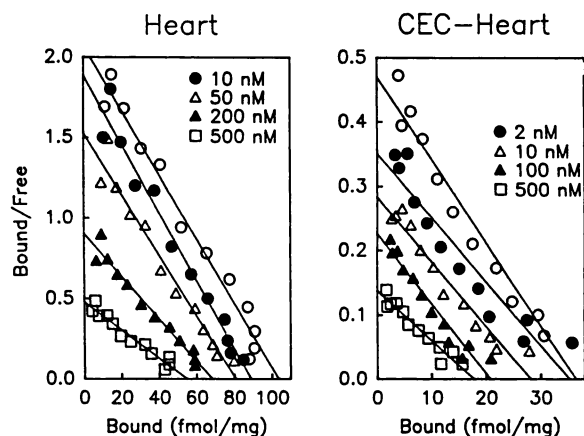 Heart
CEC-Heart
Bound/Free
2.0
1.5
1.0
0.5
0.0
10 nM
50 nM
200 nM
500 nM
0 20 40 60 80 100
Bound (fmol/mg)
0.5
0.4
0.3
0.2
0.1
0.0
2 nM
10 nM
100 nM
500 nM
0 10 20 30
Bound (fmol/mg)